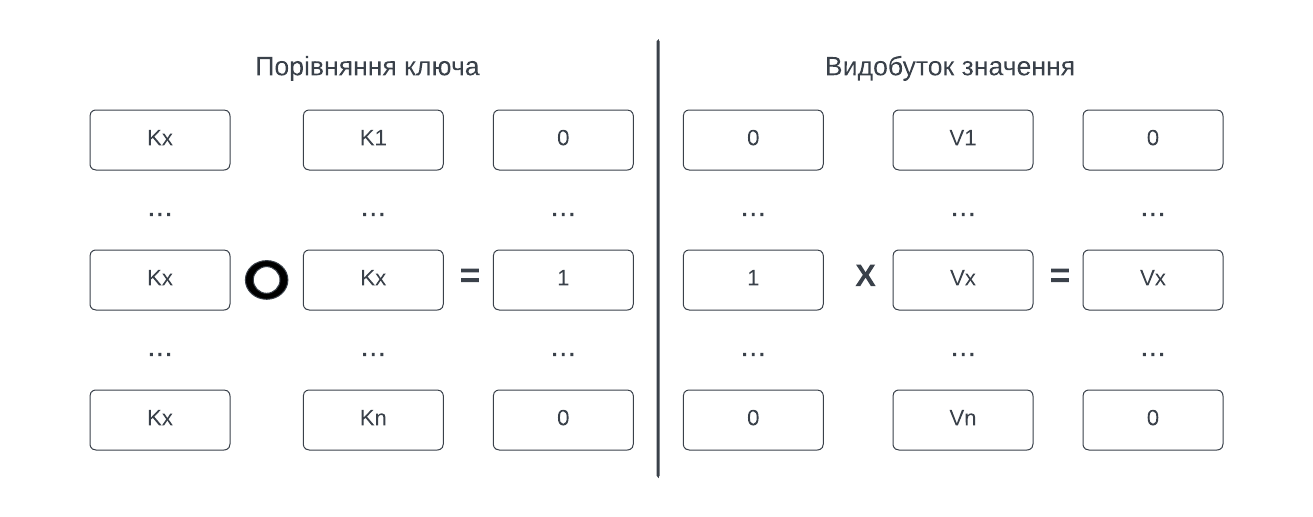 Порівняння ключа
Видобуток значення
Kx K1 0 0 V1 0
... ... ... ... ... ...
Kx Kx = 1 1 X Vx = Vx
... ... ... ... ... ...
Kx Kn 0 0 Vn 0